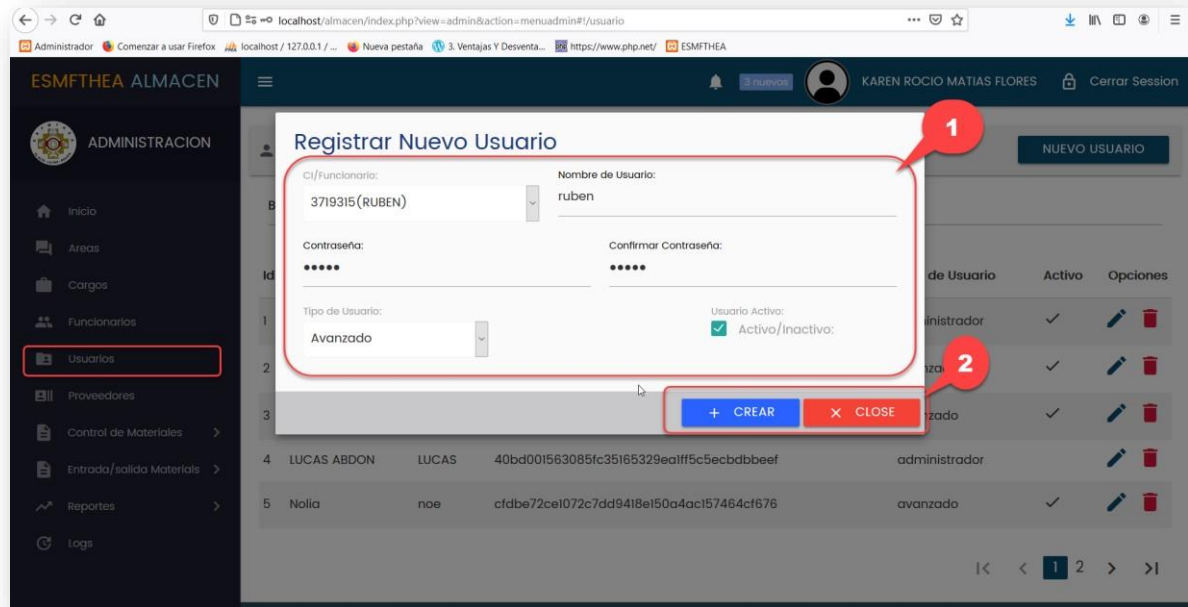 localhost/almacen/index.php?view=admin&action=menuadmin#!/usuario
Administrador Comenzar a usar Firefox localhost / 127.0.0.1 / ... Nueva pestaña 3. Ventajas Y Desventa... https://www.php.net/ ESMFTHEA
ESMFTHEA ALMACEN
3 nuevos
KAREN ROCIO MATIAS FLORES
Cerrar Session
ADMINISTRACION
NUEVO USUARIO
Inicio
Areas
Cargos
Funcionarios
Usuarios
Proveedores
Control de Materiales
Entrada/salida Materials
Reportes
Logs
Registrar Nuevo Usuario
1
CI/Funcionario:
Nombre de Usuario:
3719315(RUBEN)
ruben
Contraseña:
Confirmar Contraseña:
•••••
•••••
Tipo de Usuario:
Usuario Activo:
Avanzado
Activo/Inactivo:
2
+ CREAR
X CLOSE
B
Id
de Usuario
Activo
Opciones
1
2
3
4 LUCAS ABDON LUCAS administrador
5 Nolia noe avanzado
1 2